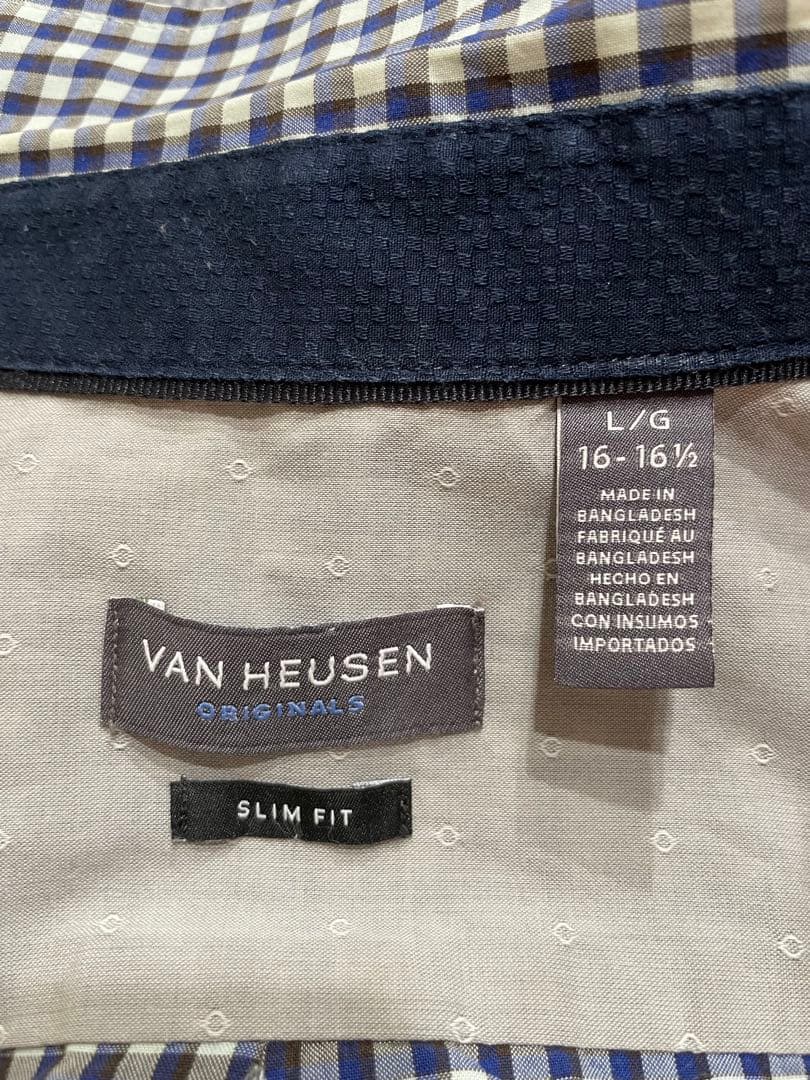 L/G
16-16½
MADE IN
BANGLADESH
FABRIQUÉ AU
BANGLADESH
HECHO EN
BANGLADESH
CON INSUMOS
IMPORTADOS
VAN HEUSEN
ORIGINALS
SLIM FIT